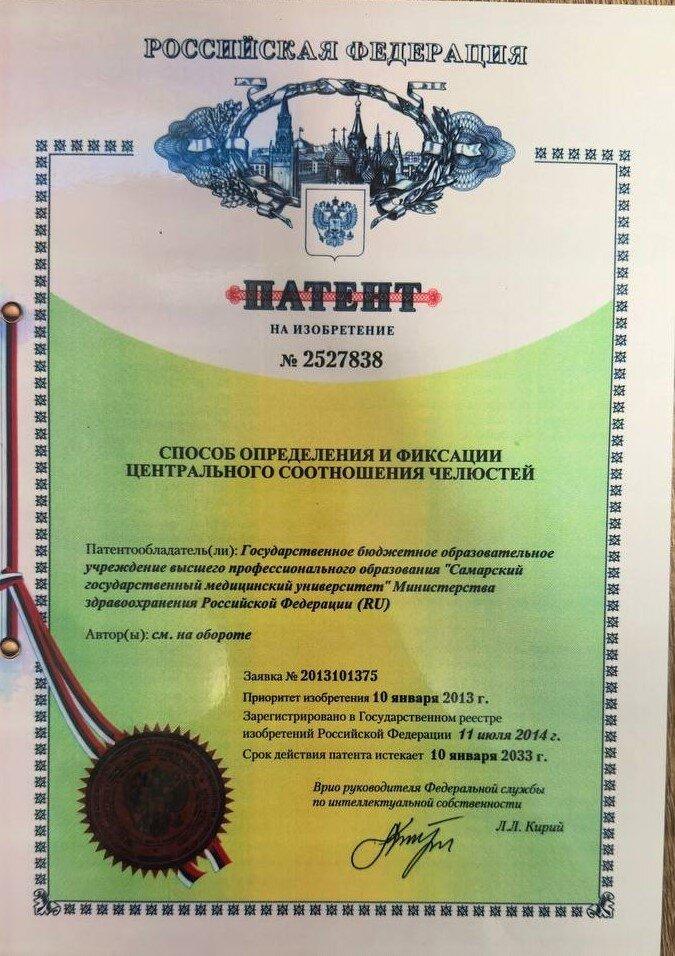 РОССИЙСКАЯ ФЕДЕРАЦИЯ
ПАТЕНТ
НА ИЗОБРЕТЕНИЕ
№ 2527838
СПОСОБ ОПРЕДЕЛЕНИЯ И ФИКСАЦИИ
ЦЕНТРАЛЬНОГО СООТНОШЕНИЯ ЧЕЛЮСТЕЙ
Патентообладатель(ли): Государственное бюджетное образовательное
учреждение высшего профессионального образования "Самарский
государственный медицинский университет" Министерства
здравоохранения Российской Федерации (RU)
Автор(ы): см. на обороте
Заявка № 2013101375
Приоритет изобретения 10 января 2013 г.
Зарегистрировано в Государственном реестре
изобретений Российской Федерации 11 июля 2014 г.
Срок действия патента истекает 10 января 2033 г.
Врио руководителя Федеральной службы
по интеллектуальной собственности
Л.Л. Кирий